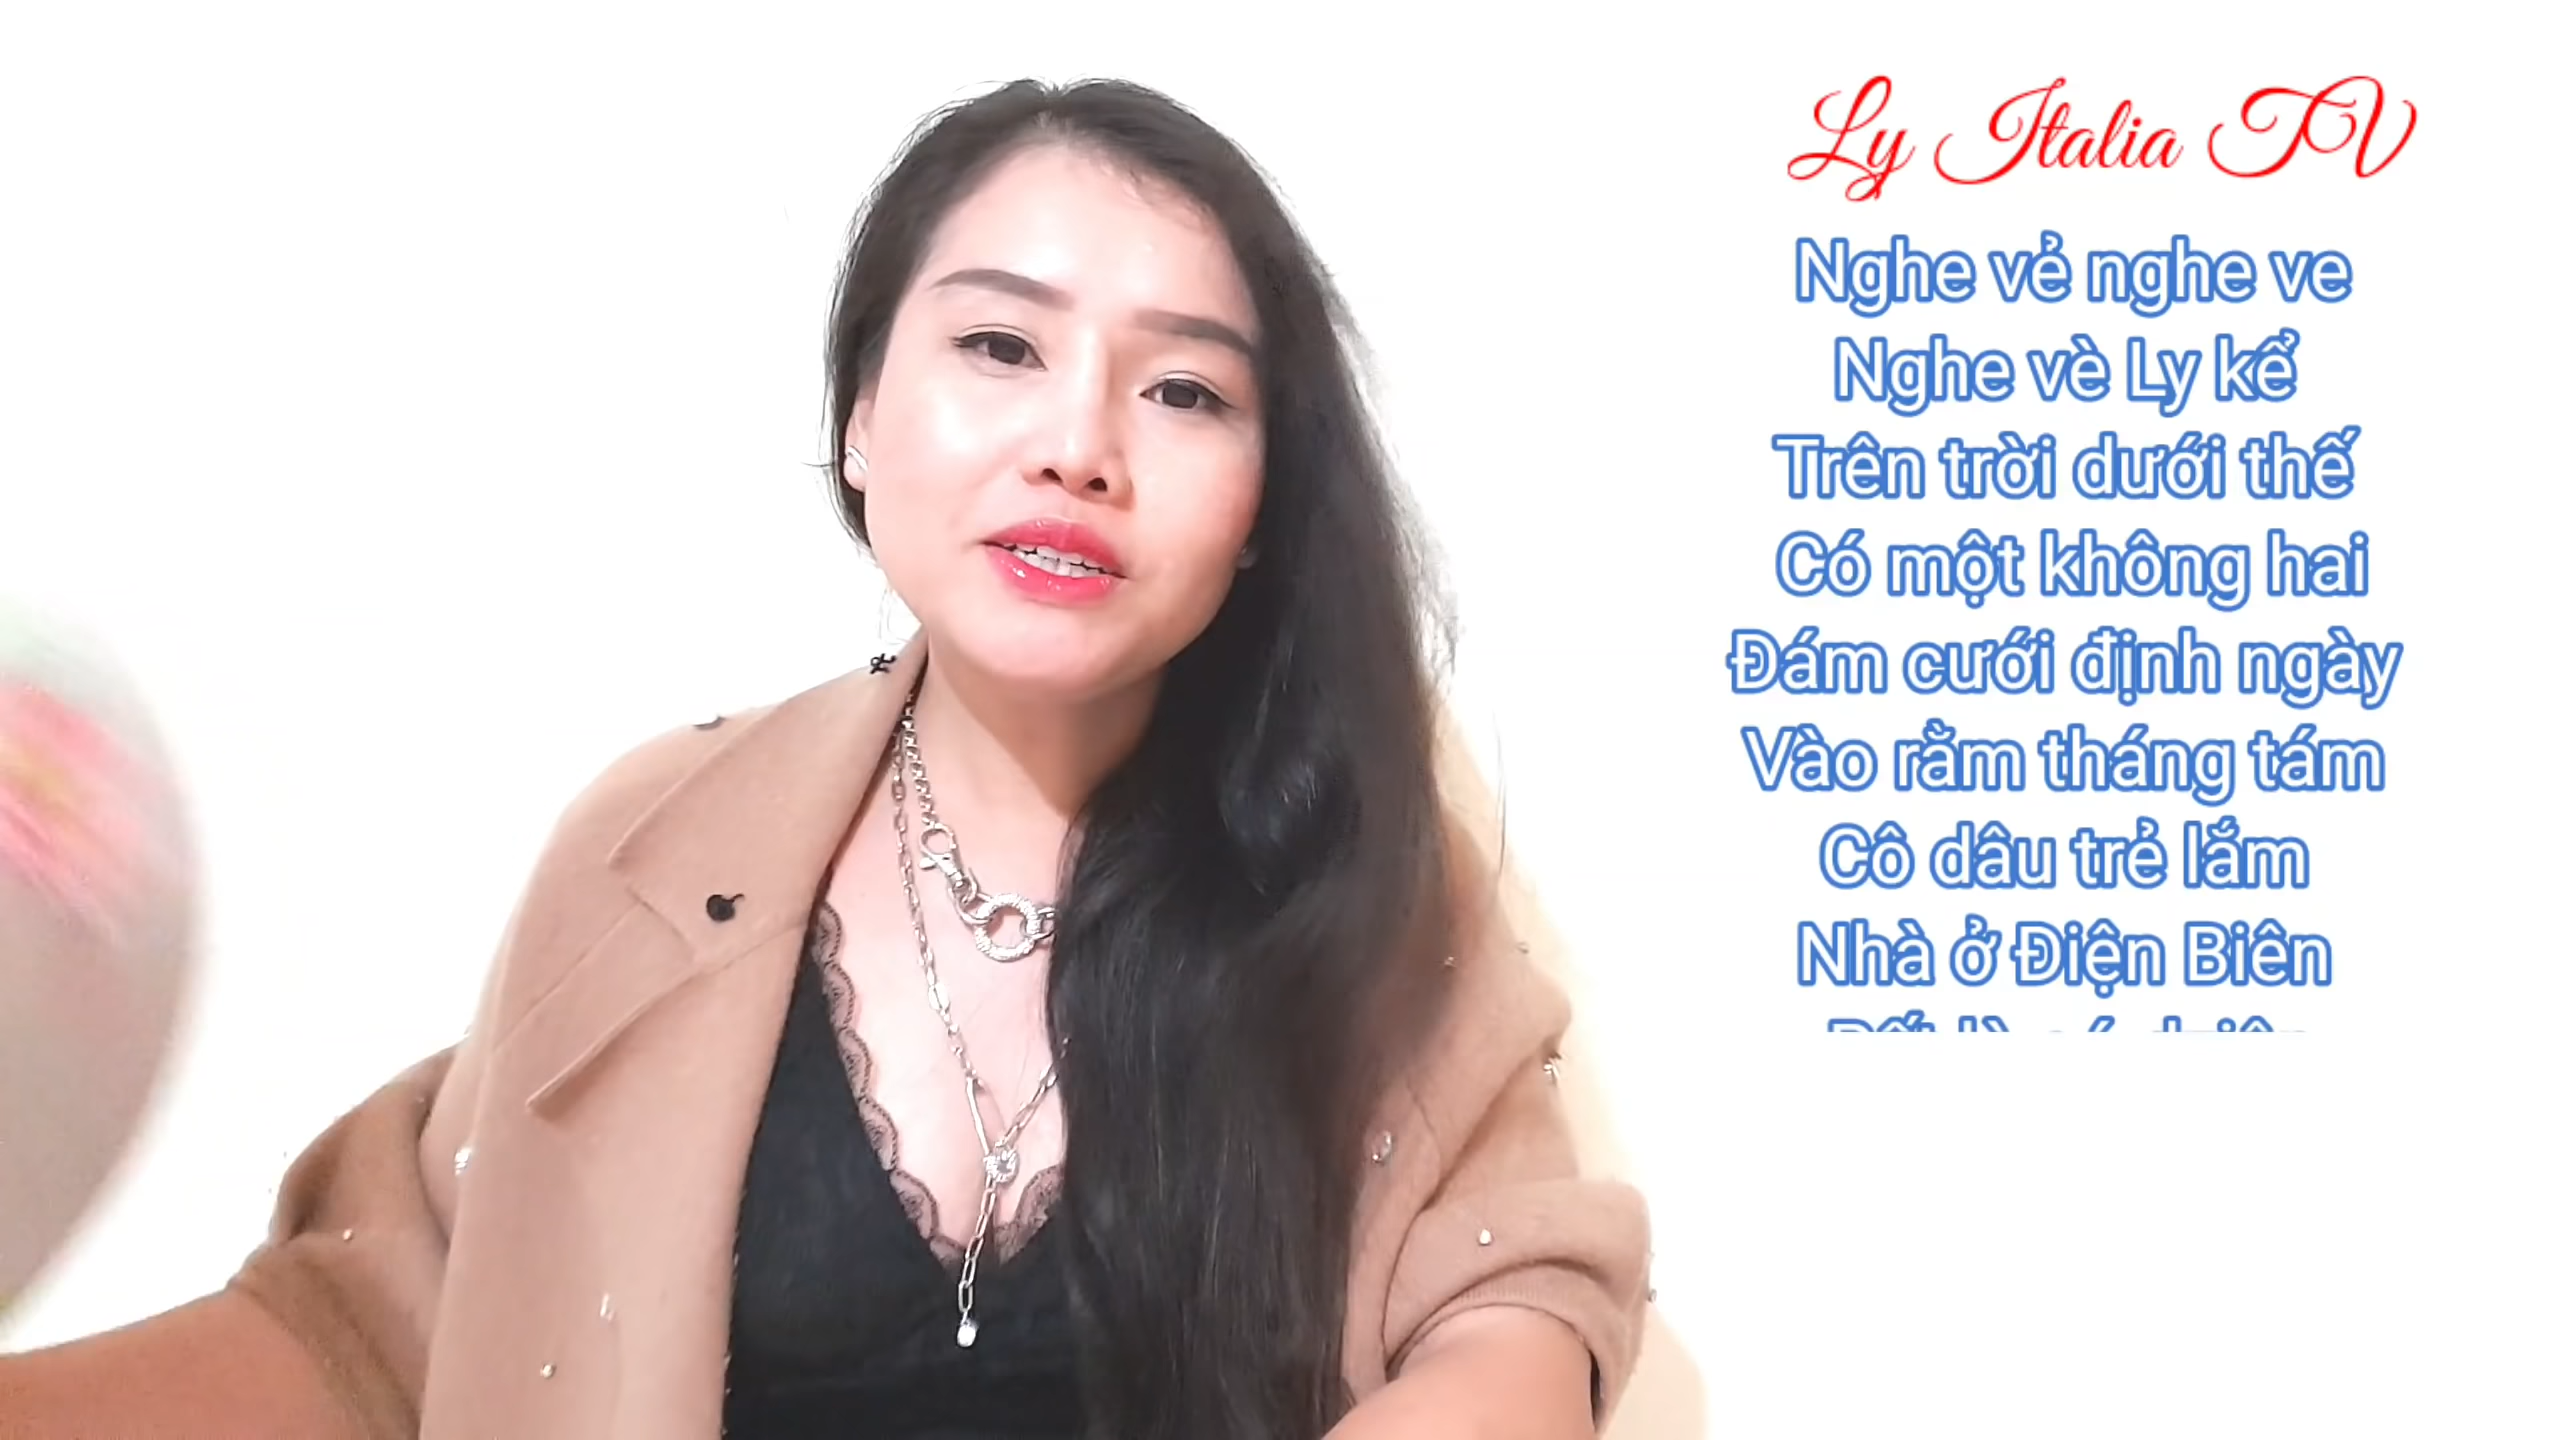 Ly Italia TV
Nghe vẻ nghe ve
Nghe vè Ly kể
Trên trời dưới thế
Có một không hai
Đám cưới định ngày
Vào rằm tháng tám
Cô dâu trẻ lắm
Nhà ở Điện Biên